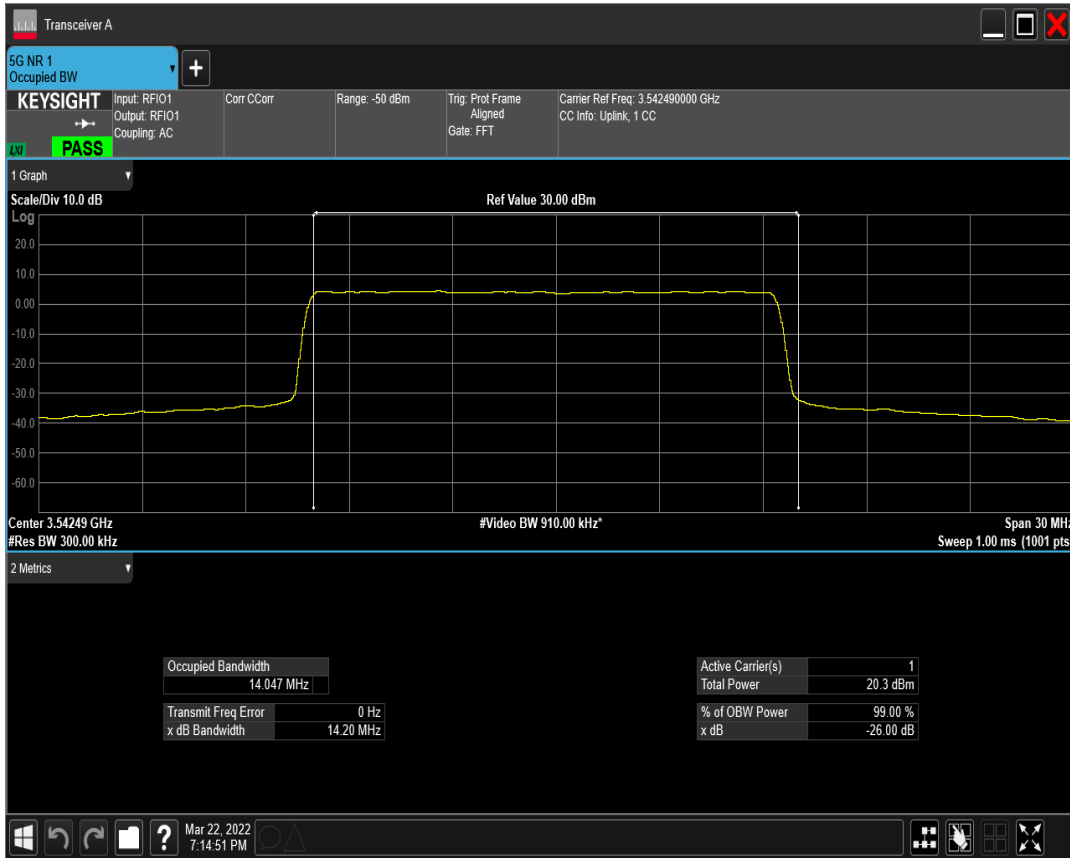 Transceiver A
5G NR 1
Occupied BW
KEYSIGHT
LXI
PASS
Input: RFIO1
Output: RFIO1
Coupling: AC
Corr CCorr
Range: -50 dBm
Trig: Prot Frame
Aligned
Gate: FFT
Carrier Ref Freq: 3.542490000 GHz
CC Info: Uplink, 1 CC
1 Graph
Scale/Div 10.0 dB
Ref Value 30.00 dBm
Log
20.0
10.0
0.00
-10.0
-20.0
-30.0
-40.0
-50.0
-60.0
Center 3.54249 GHz
#Video BW 910.00 kHz*
Span 30 MHz
#Res BW 300.00 kHz
Sweep 1.00 ms (1001 pts
2 Metrics
Occupied Bandwidth
14.047 MHz
Transmit Freq Error 0 Hz
x dB Bandwidth 14.20 MHz
Active Carrier(s) 1
Total Power 20.3 dBm
% of OBW Power 99.00 %
x dB -26.00 dB
?
Mar 22, 2022
7:14:51 PM